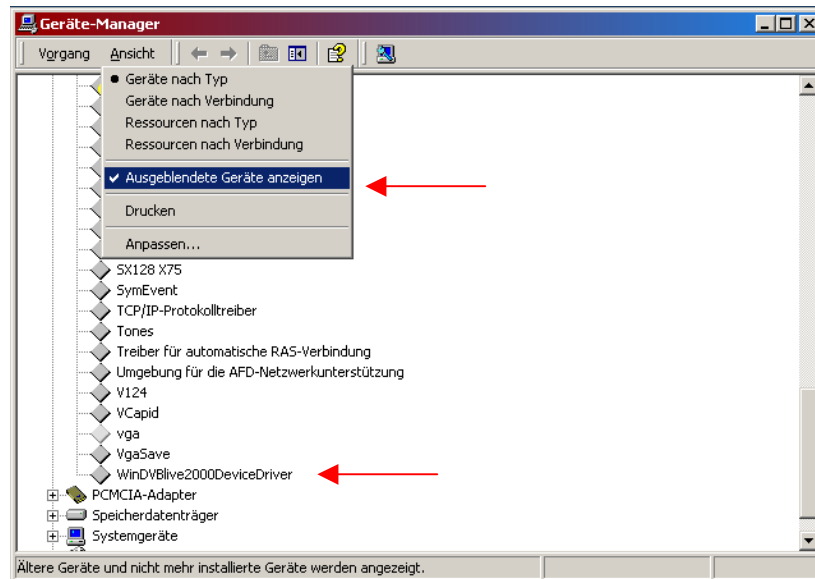 Geräte-Manager
Vorgang Ansicht
Geräte nach Typ
Geräte nach Verbindung
Ressourcen nach Typ
Ressourcen nach Verbindung
Ausgeblendete Geräte anzeigen
Drucken
Anpassen...
SX128 X75
SymEvent
TCP/IP-Protokolltreiber
Tones
Treiber für automatische RAS-Verbindung
Umgebung für die AFD-Netzwerkunterstützung
V124
VCapid
vga
VgaSave
WinDVBlive2000DeviceDriver
PCMCIA-Adapter
Speicherdatenträger
Systemgeräte
Ältere Geräte und nicht mehr installierte Geräte werden angezeigt.